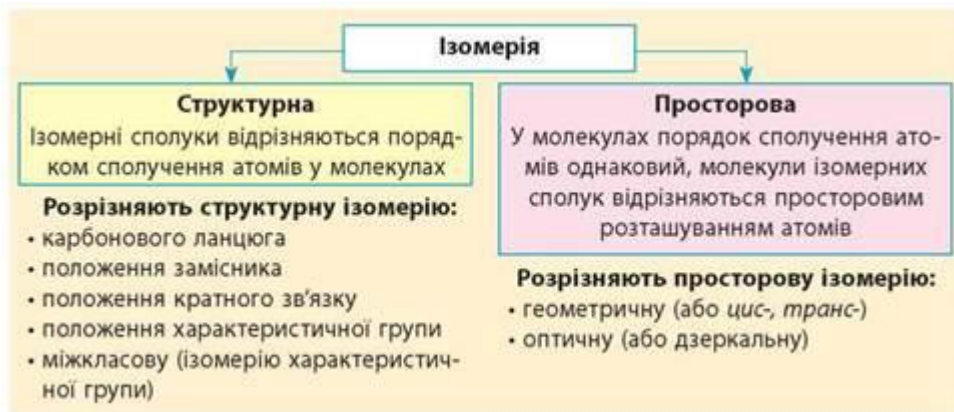 Ізомерія
Структурна
Ізомерні сполуки відрізняються поряд-
ком сполучення атомів у молекулах
Розрізняють структурну ізомерію:
• карбонового ланцюга
• положення замісника
• положення кратного зв'язку
• положення характеристичної групи
• міжкласову (ізомерію характеристич-
ної групи)
Просторова
У молекулах порядок сполучення ато-
мів однаковий, молекули ізомерних
сполук відрізняються просторовим
розташуванням атомів
Розрізняють просторову ізомерію:
• геометричну (або цис-, транс-)
• оптичну (або дзеркальну)